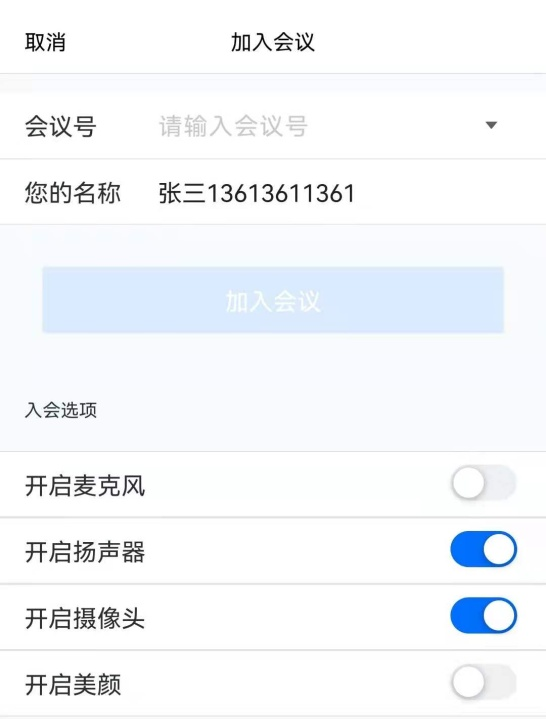 取消 加入会议
会议号 请输入会议号
您的名称 张三13613611361
加入会议
入会选项
开启麦克风
开启扬声器
开启摄像头
开启美颜